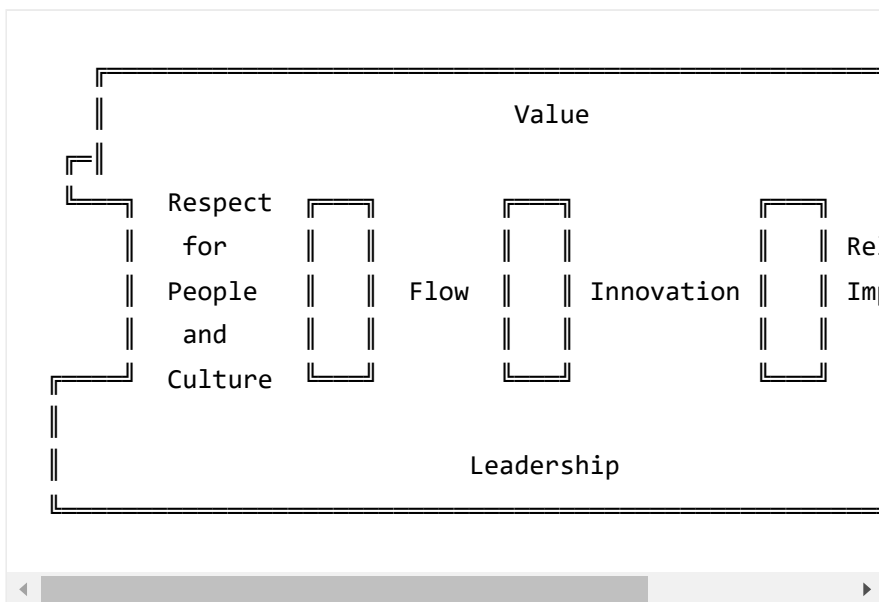 Value
Respect
for
People
and
Culture
Flow
Innovation
Leadership